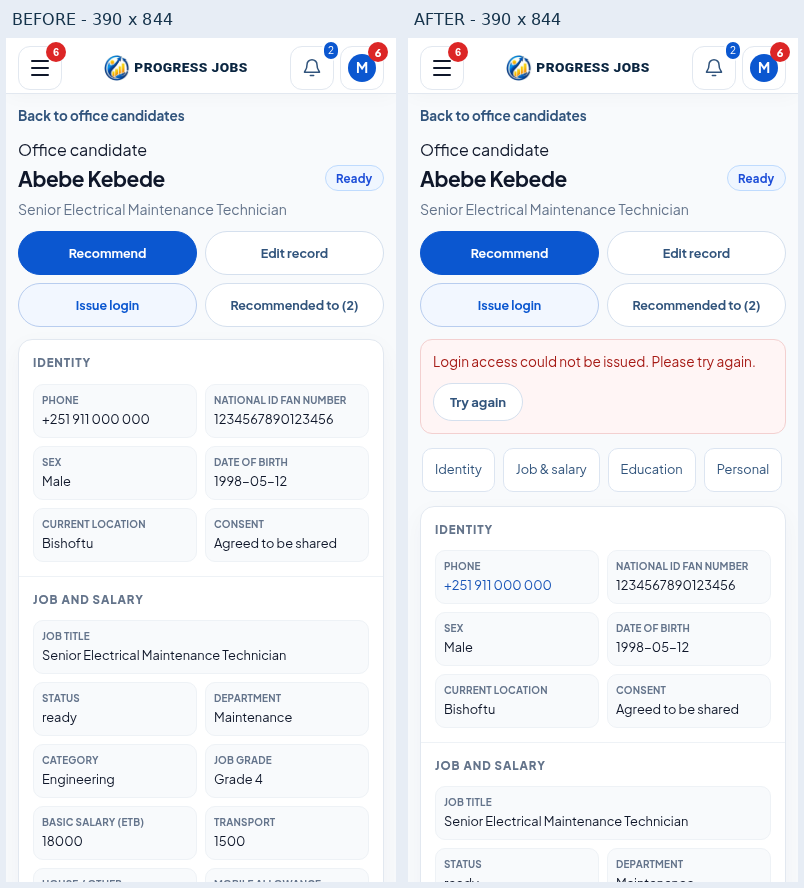 BEFORE - 390 x 844
6
PROGRESS JOBS
2
M
6
Back to office candidates
Office candidate
Abebe Kebede
Ready
Senior Electrical Maintenance Technician
Recommend
Edit record
Issue login
Recommended to (2)
IDENTITY
PHONE
+251 911 000 000
NATIONAL ID FAN NUMBER
1234567890123456
SEX
Male
DATE OF BIRTH
1998-05-12
CURRENT LOCATION
Bishoftu
CONSENT
Agreed to be shared
JOB AND SALARY
JOB TITLE
Senior Electrical Maintenance Technician
STATUS
ready
DEPARTMENT
Maintenance
CATEGORY
Engineering
JOB GRADE
Grade 4
BASIC SALARY (ETB)
18000
TRANSPORT
1500
AFTER - 390 x 844
6
PROGRESS JOBS
2
M
6
Back to office candidates
Office candidate
Abebe Kebede
Ready
Senior Electrical Maintenance Technician
Recommend
Edit record
Issue login
Recommended to (2)
Login access could not be issued. Please try again.
Try again
Identity
Job & salary
Education
Personal
IDENTITY
PHONE
+251 911 000 000
NATIONAL ID FAN NUMBER
1234567890123456
SEX
Male
DATE OF BIRTH
1998-05-12
CURRENT LOCATION
Bishoftu
CONSENT
Agreed to be shared
JOB AND SALARY
JOB TITLE
Senior Electrical Maintenance Technician
STATUS
ready
DEPARTMENT
Maintenance